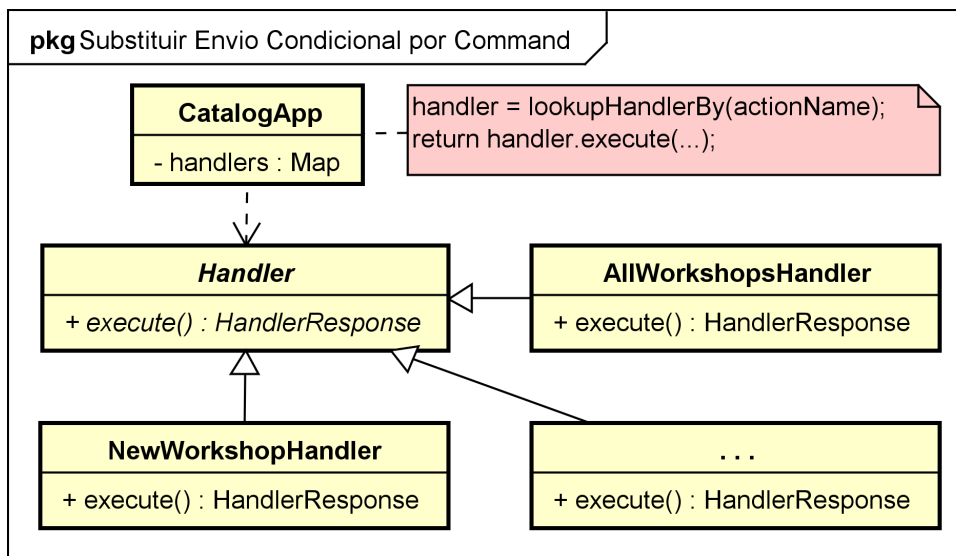 pkg Substituir Envio Condicional por Command
CatalogApp
- handlers : Map
handler = lookupHandlerBy(actionName);
return handler.execute(...);
Handler
+ execute() : HandlerResponse
AllWorkshopsHandler
+ execute() : HandlerResponse
NewWorkshopHandler
+ execute() : HandlerResponse
. . .
+ execute() : HandlerResponse